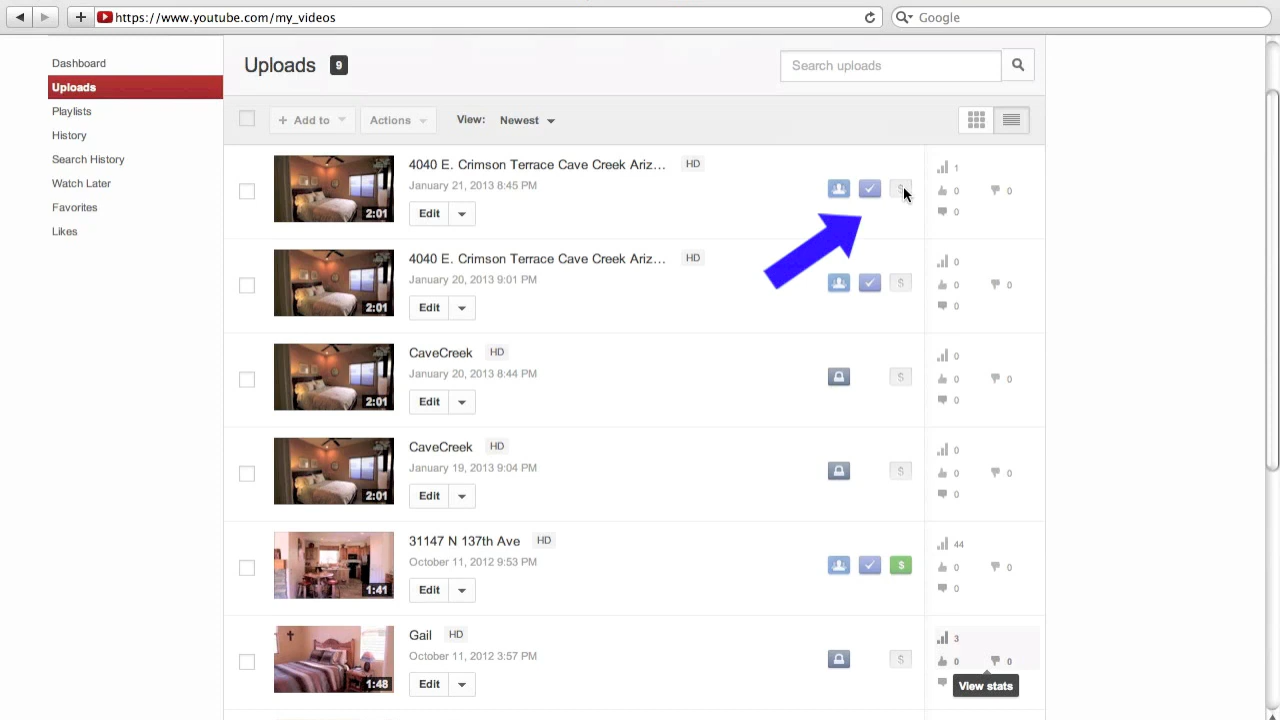 https://www.youtube.com/my_videos
Google
Dashboard
Uploads
Playlists
History
Search History
Watch Later
Favorites
Likes
Uploads 9
Search uploads
+ Add to
Actions
View: Newest
4040 E. Crimson Terrace Cave Creek Ariz... HD
January 21, 2013 8:45 PM
Edit
2:01
$
1
0 0
0
4040 E. Crimson Terrace Cave Creek Ariz... HD
January 20, 2013 9:01 PM
Edit
2:01
$
0
0 0
0
CaveCreek HD
January 20, 2013 8:44 PM
Edit
2:01
$
0
0 0
0
CaveCreek HD
January 19, 2013 9:04 PM
Edit
2:01
$
0
0 0
0
31147 N 137th Ave HD
October 11, 2012 9:53 PM
Edit
1:41
$
44
0 0
0
Gail HD
October 11, 2012 3:57 PM
Edit
1:48
$
3
0 0
View stats